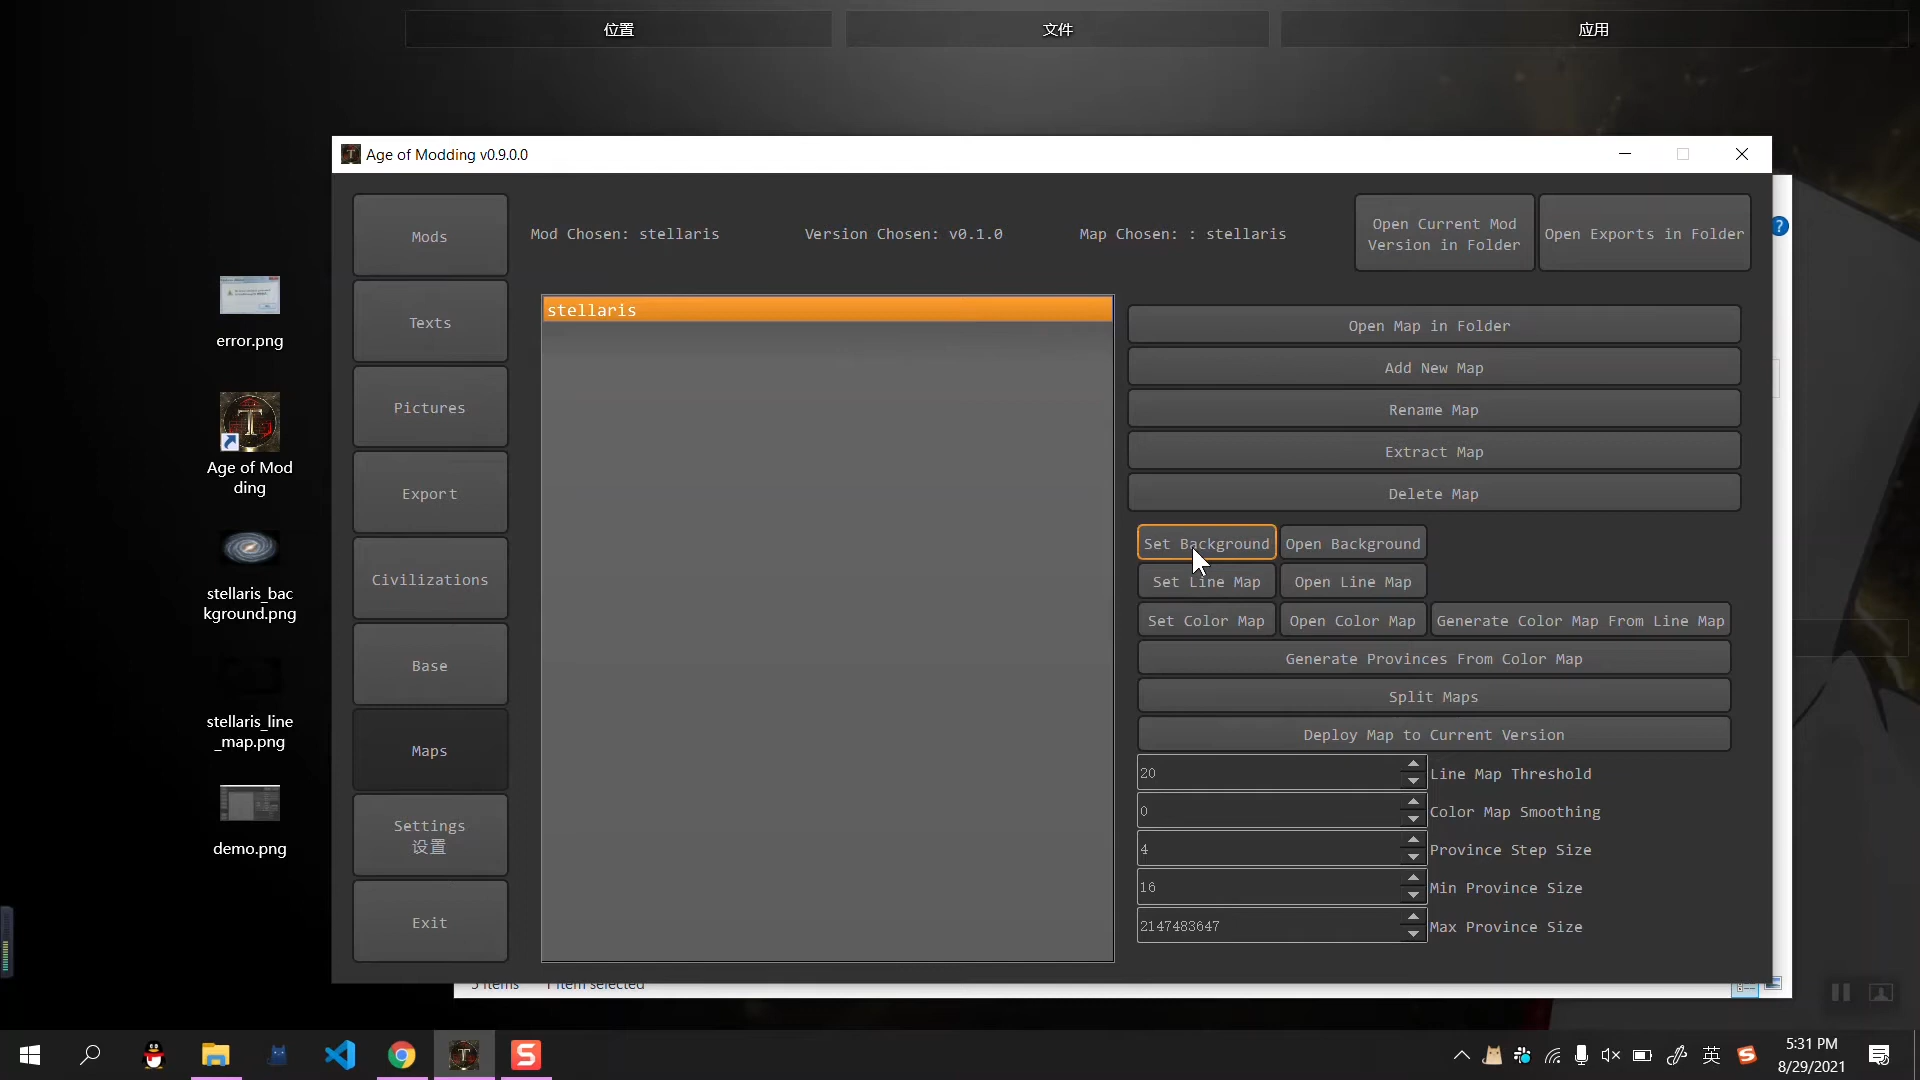 位置
文件
应用
Age of Modding v0.9.0.0
Mods
Mod Chosen: stellaris
Version Chosen: v0.1.0
Map Chosen: : stellaris
Open Current Mod
Version in Folder
Open Exports in Folder
?
Texts
Pictures
Export
Civilizations
Base
Maps
Settings
设置
Exit
stellaris
Open Map in Folder
Add New Map
Rename Map
Extract Map
Delete Map
Set Background
Open Background
Set Line Map
Open Line Map
Set Color Map
Open Color Map
Generate Color Map From Line Map
Generate Provinces From Color Map
Split Maps
Deploy Map to Current Version
20
Line Map Threshold
0
Color Map Smoothing
4
Province Step Size
16
Min Province Size
2147483647
Max Province Size
error.png
Age of Mod
ding
stellaris_bac
kground.png
stellaris_line
_map.png
demo.png
5 items
1 item selected
英
5:31 PM
8/29/2021